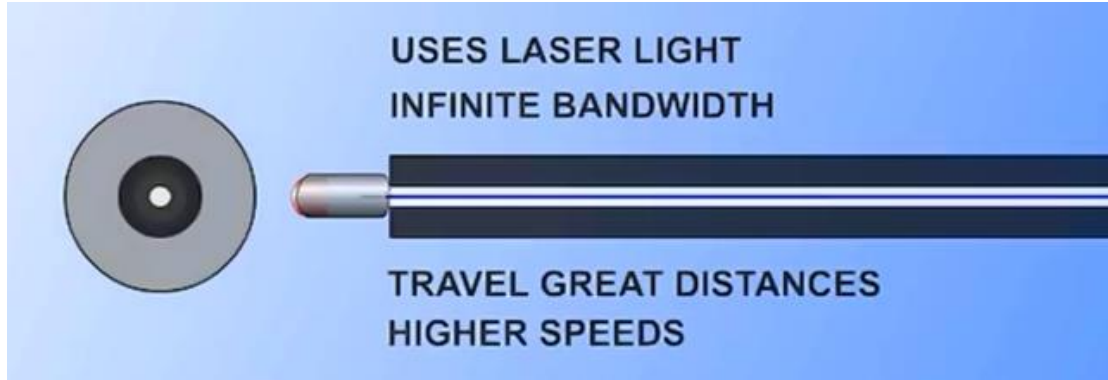 USES LASER LIGHT
INFINITE BANDWIDTH
TRAVEL GREAT DISTANCES
HIGHER SPEEDS